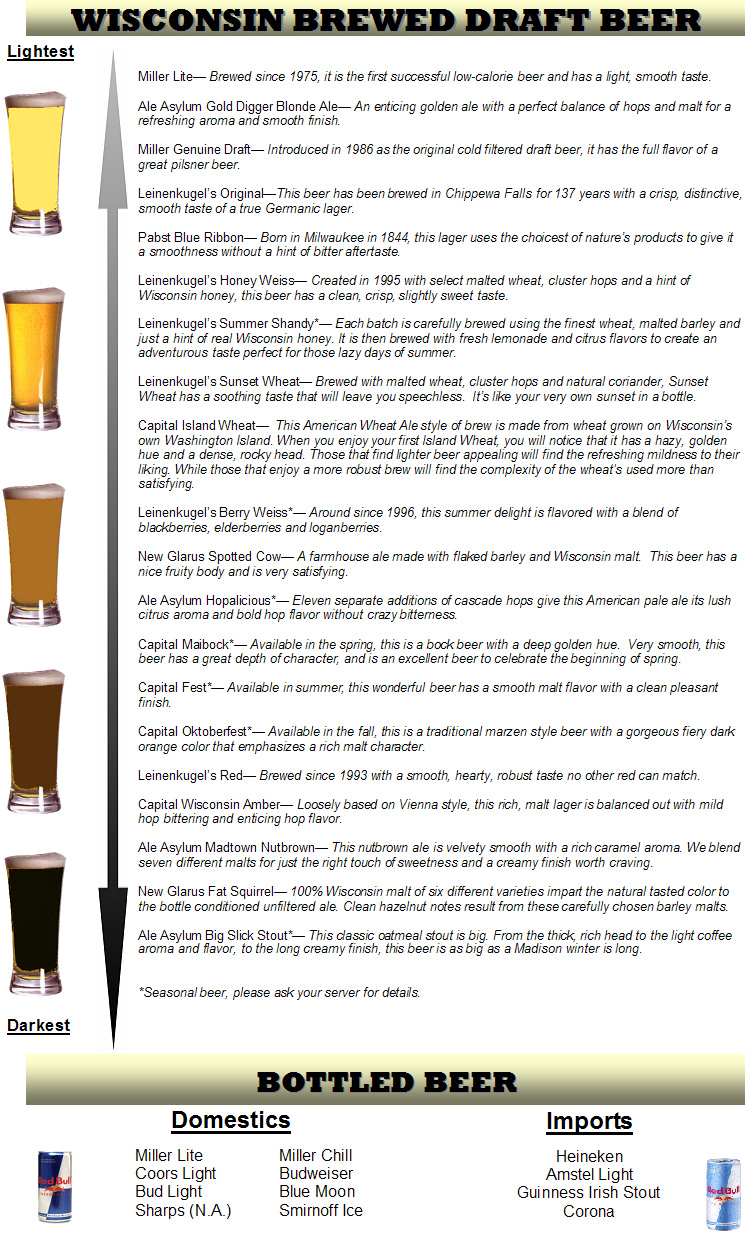 WISCONSIN BREWED DRAFT BEER
Lightest
Miller Lite— Brewed since 1975, it is the first successful low-calorie beer and has a light, smooth taste.
Ale Asylum Gold Digger Blonde Ale— An enticing golden ale with a perfect balance of hops and malt for a
refreshing aroma and smooth finish.
Miller Genuine Draft— Introduced in 1986 as the original cold filtered draft beer, it has the full flavor of a
great pilsner beer.
Leinenkugel's Original—This beer has been brewed in Chippewa Falls for 137 years with a crisp, distinctive,
smooth taste of a true Germanic lager.
Pabst Blue Ribbon— Born in Milwaukee in 1844, this lager uses the choicest of nature's products to give it
a smoothness without a hint of bitter aftertaste.
Leinenkugel's Honey Weiss— Created in 1995 with select malted wheat, cluster hops and a hint of
Wisconsin honey, this beer has a clean, crisp, slightly sweet taste.
Leinenkugel's Summer Shandy*— Each batch is carefully brewed using the finest wheat, malted barley and
just a hint of real Wisconsin honey. It is then brewed with fresh lemonade and citrus flavors to create an
adventurous taste perfect for those lazy days of summer.
Leinenkugel's Sunset Wheat— Brewed with malted wheat, cluster hops and natural coriander, Sunset
Wheat has a soothing taste that will leave you speechless.  It's like your very own sunset in a bottle.
Capital Island Wheat—  This American Wheat Ale style of brew is made from wheat grown on Wisconsin's
own Washington Island. When you enjoy your first Island Wheat, you will notice that it has a hazy, golden
hue and a dense, rocky head. Those that find lighter beer appealing will find the refreshing mildness to their
liking. While those that enjoy a more robust brew will find the complexity of the wheat's used more than
satisfying.
Leinenkugel's Berry Weiss*— Around since 1996, this summer delight is flavored with a blend of
blackberries, elderberries and loganberries.
New Glarus Spotted Cow— A farmhouse ale made with flaked barley and Wisconsin malt.  This beer has a
nice fruity body and is very satisfying.
Ale Asylum Hopalicious*— Eleven separate additions of cascade hops give this American pale ale its lush
citrus aroma and bold hop flavor without crazy bitterness.
Capital Maibock*— Available in the spring, this is a bock beer with a deep golden hue.  Very smooth, this
beer has a great depth of character, and is an excellent beer to celebrate the beginning of spring.
Capital Fest*— Available in summer, this wonderful beer has a smooth malt flavor with a clean pleasant
finish.
Capital Oktoberfest*— Available in the fall, this is a traditional marzen style beer with a gorgeous fiery dark
orange color that emphasizes a rich malt character.
Leinenkugel's Red— Brewed since 1993 with a smooth, hearty, robust taste no other red can match.
Capital Wisconsin Amber— Loosely based on Vienna style, this rich, malt lager is balanced out with mild
hop bittering and enticing hop flavor.
Ale Asylum Madtown Nutbrown— This nutbrown ale is velvety smooth with a rich caramel aroma. We blend
seven different malts for just the right touch of sweetness and a creamy finish worth craving.
New Glarus Fat Squirrel— 100% Wisconsin malt of six different varieties impart the natural tasted color to
the bottle conditioned unfiltered ale. Clean hazelnut notes result from these carefully chosen barley malts.
Ale Asylum Big Slick Stout*— This classic oatmeal stout is big. From the thick, rich head to the light coffee
aroma and flavor, to the long creamy finish, this beer is as big as a Madison winter is long.
*Seasonal beer, please ask your server for details.
Darkest
BOTTLED BEER
Domestics
Miller Lite
Coors Light
Bud Light
Sharps (N.A.)
Miller Chill
Budweiser
Blue Moon
Smirnoff Ice
Imports
Heineken
Amstel Light
Guinness Irish Stout
Corona
Red Bull
Red Bull